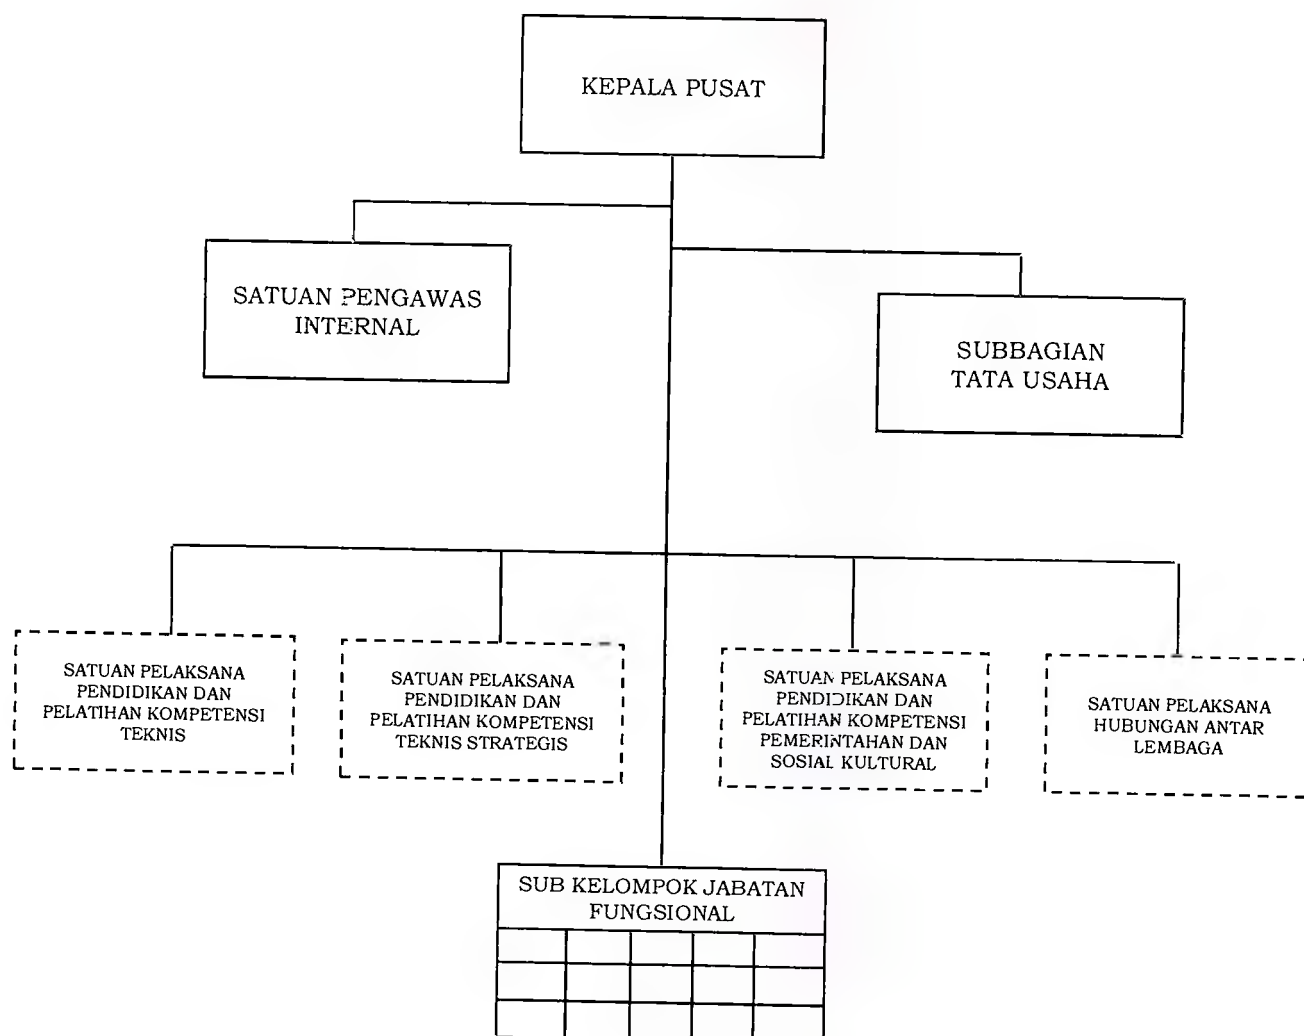 KEPALA PUSAT
SATUAN PENGAWAS
INTERNAL
SUBBAGIAN
TATA USAHA
SATUAN PELAKSANA
PENDIDIKAN DAN
PELATIHAN KOMPETENSI
TEKNIS
SATUAN PELAKSANA
PENDIDIKAN DAN
PELATIHAN KOMPETENSI
TEKNIS STRATEGIS
SATUAN PELAKSANA
PENDIDIKAN DAN
PELATIHAN KOMPETENSI
PEMERINTAHAN DAN
SOSIAL KULTURAL
SATUAN PELAKSANA
HUBUNGAN ANTAR
LEMBAGA
SUB KELOMPOK JABATAN
FUNGSIONAL